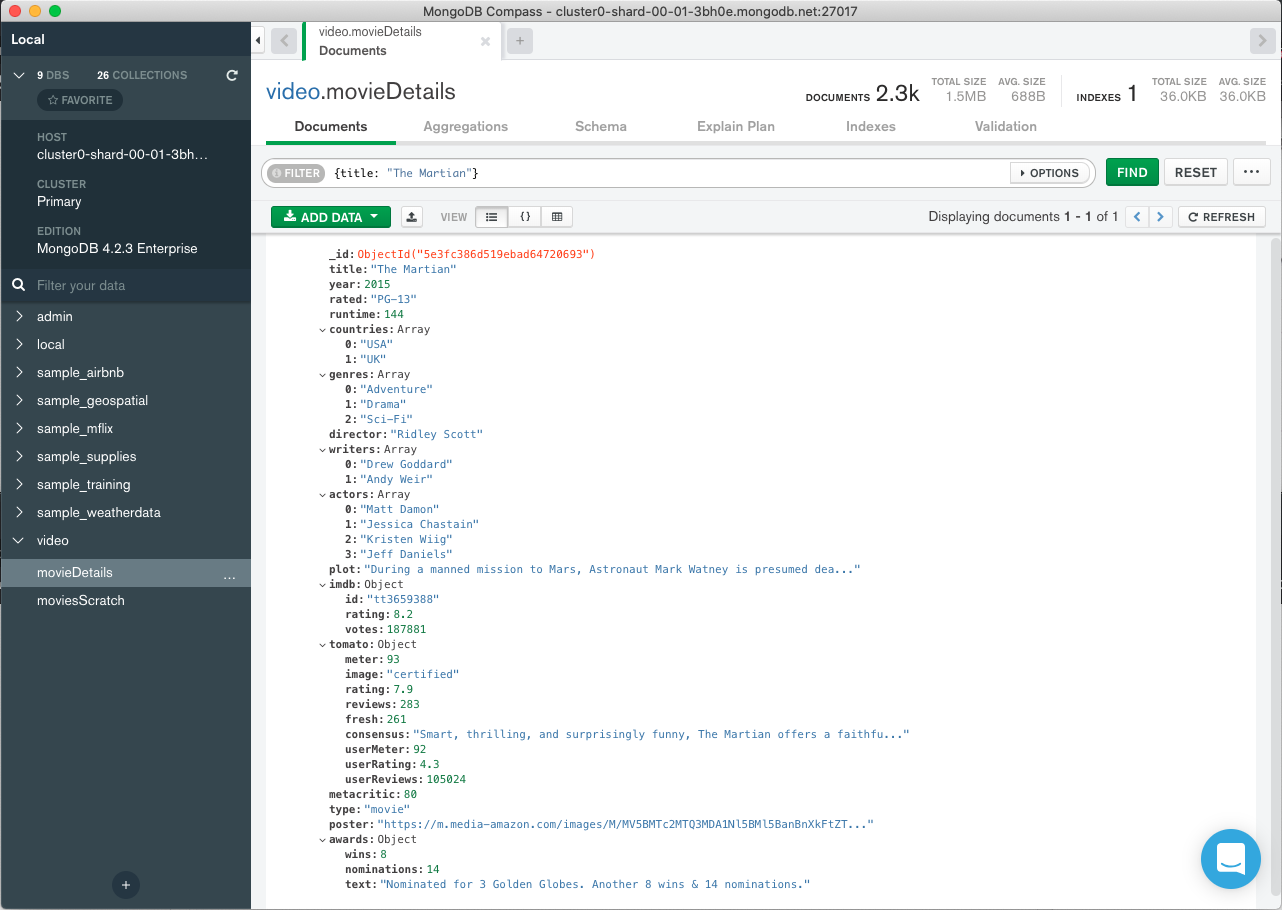 MongoDB Compass - cluster0-shard-00-01-3bh0e.mongodb.net:27017
Local
9 DBS 26 COLLECTIONS
FAVORITE
HOST
cluster0-shard-00-01-3bh...
CLUSTER
Primary
EDITION
MongoDB 4.2.3 Enterprise
Filter your data
admin
local
sample_airbnb
sample_geospatial
sample_mflix
sample_supplies
sample_training
sample_weatherdata
video
movieDetails ...
moviesScratch
+
video.movieDetails
Documents
+
video.movieDetails
DOCUMENTS 2.3k TOTAL SIZE 1.5MB AVG. SIZE 688B INDEXES 1 TOTAL SIZE 36.0KB AVG. SIZE 36.0KB
Documents Aggregations Schema Explain Plan Indexes Validation
FILTER {title: "The Martian"} OPTIONS FIND RESET ...
ADD DATA VIEW {} Displaying documents 1 - 1 of 1 < > REFRESH
_id: ObjectId("5e3fc386d519ebad64720693")
title: "The Martian"
year: 2015
rated: "PG-13"
runtime: 144
countries: Array
0: "USA"
1: "UK"
genres: Array
0: "Adventure"
1: "Drama"
2: "Sci-Fi"
director: "Ridley Scott"
writers: Array
0: "Drew Goddard"
1: "Andy Weir"
actors: Array
0: "Matt Damon"
1: "Jessica Chastain"
2: "Kristen Wiig"
3: "Jeff Daniels"
plot: "During a manned mission to Mars, Astronaut Mark Watney is presumed dea..."
imdb: Object
id: "tt3659388"
rating: 8.2
votes: 187881
tomato: Object
meter: 93
image: "certified"
rating: 7.9
reviews: 283
fresh: 261
consensus: "Smart, thrilling, and surprisingly funny, The Martian offers a faithfu..."
userMeter: 92
userRating: 4.3
userReviews: 105024
metacritic: 80
type: "movie"
poster: "https://m.media-amazon.com/images/M/MV5BMTc2MTQ3MDA1Nl5BMl5BanBnXkFtZT..."
awards: Object
wins: 8
nominations: 14
text: "Nominated for 3 Golden Globes. Another 8 wins & 14 nominations."